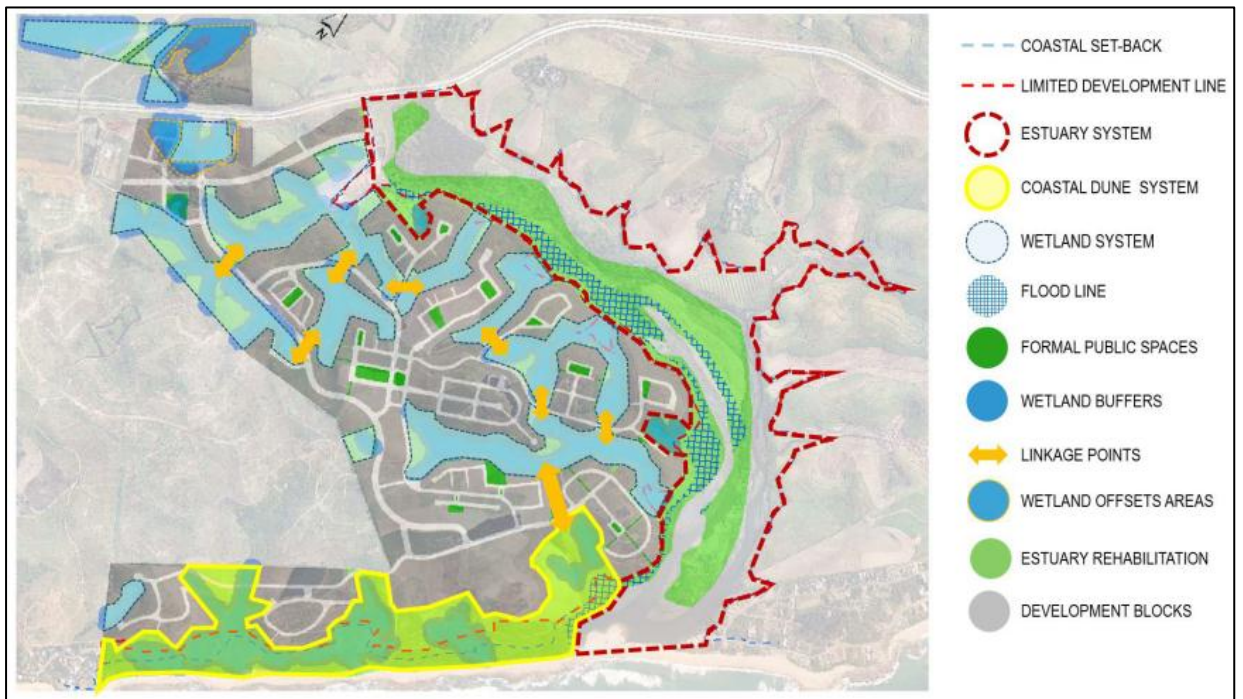 N
COASTAL SET-BACK
LIMITED DEVELOPMENT LINE
ESTUARY SYSTEM
COASTAL DUNE SYSTEM
WETLAND SYSTEM
FLOOD LINE
FORMAL PUBLIC SPACES
WETLAND BUFFERS
LINKAGE POINTS
WETLAND OFFSETS AREAS
ESTUARY REHABILITATION
DEVELOPMENT BLOCKS